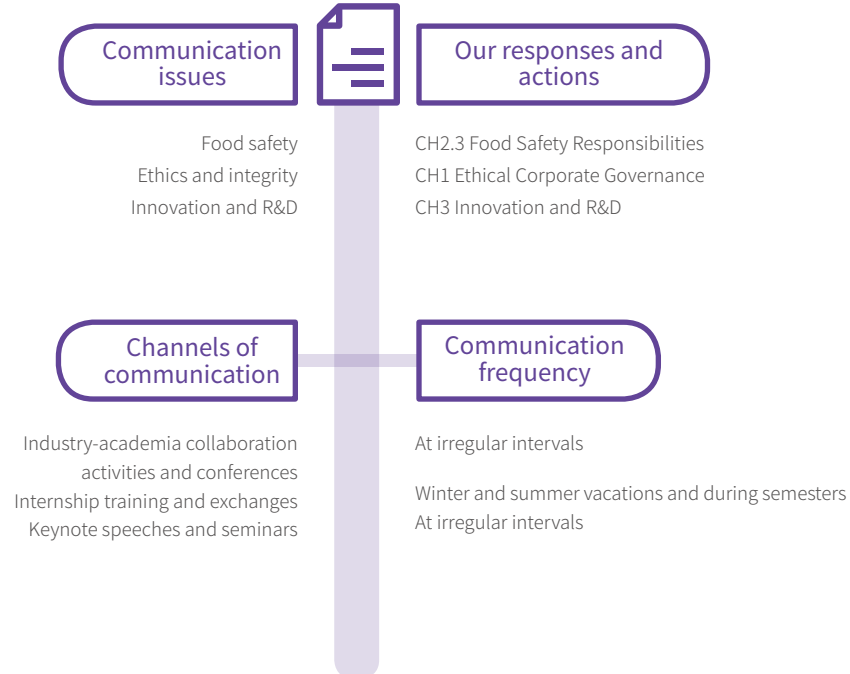 Communication
issues
Our responses and
actions
Food safety
Ethics and integrity
Innovation and R&D
CH2.3 Food Safety Responsibilities
CH1 Ethical Corporate Governance
CH3 Innovation and R&D
Channels of
communication
Communication
frequency
Industry-academia collaboration
activities and conferences
Internship training and exchanges
Keynote speeches and seminars
At irregular intervals
Winter and summer vacations and during semesters
At irregular intervals